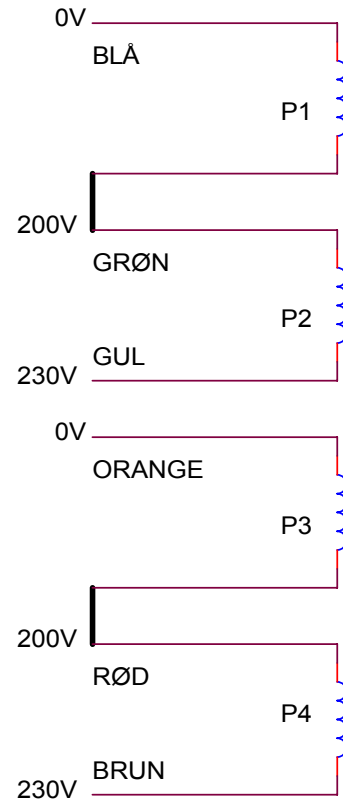 0V
BLÅ
P1
200V
GRØN
P2
GUL
230V
0V
ORANGE
P3
200V
RØD
P4
BRUN
230V